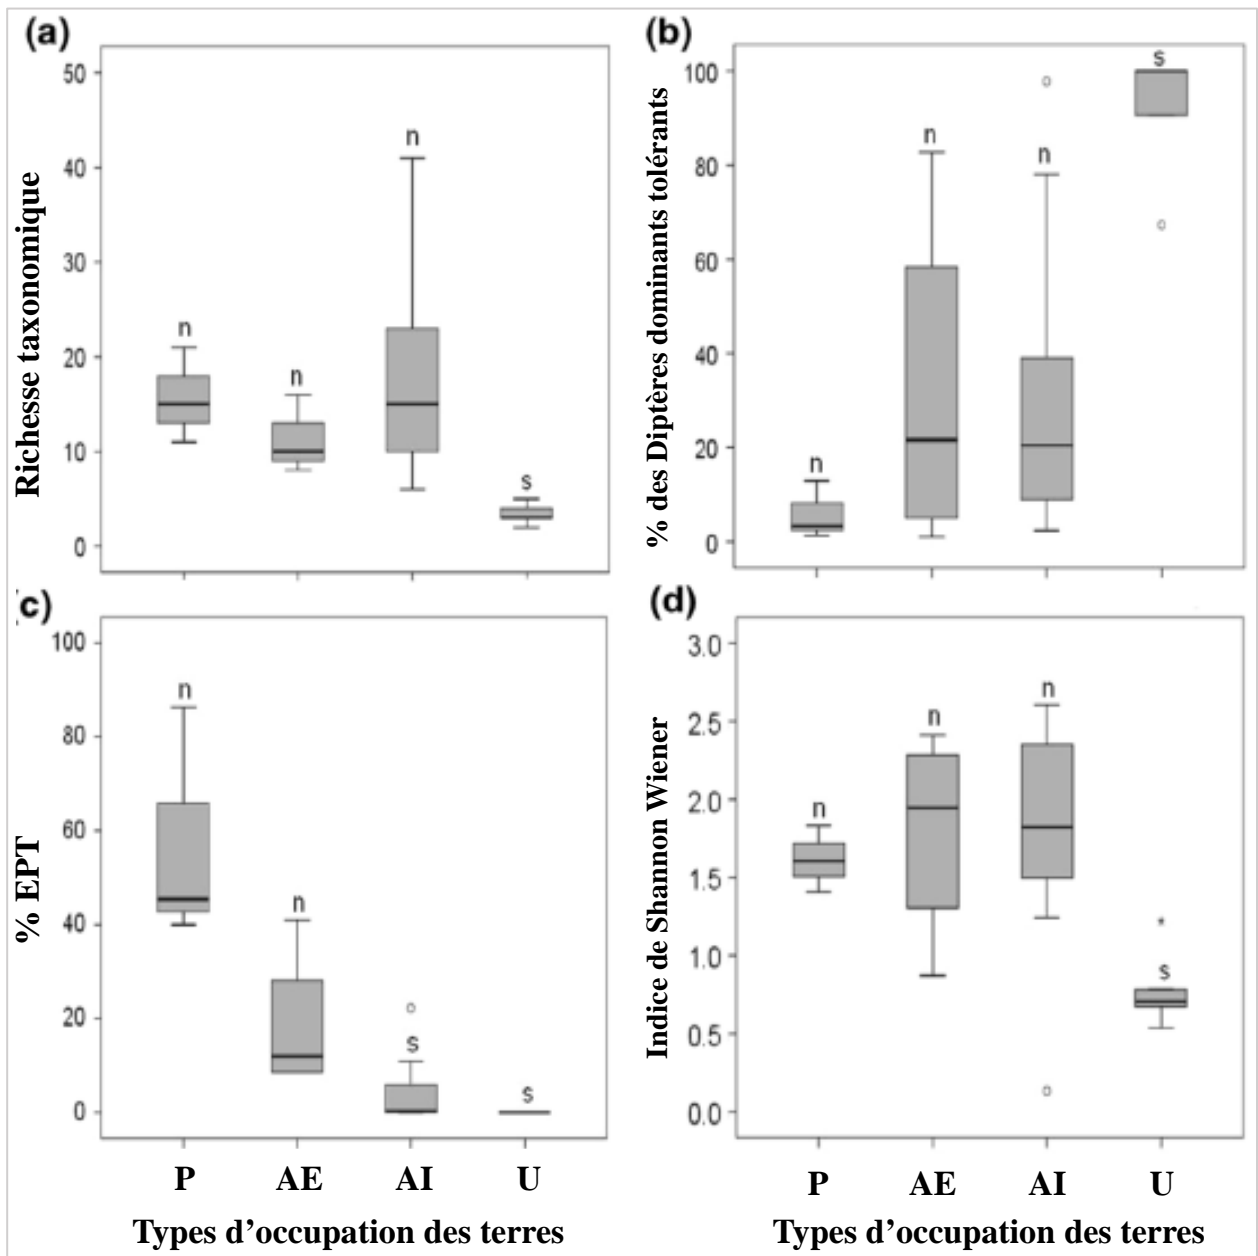 (a)
Richesse taxonomique
50
40
30
20
10
0
n
n
n
s
(b)
% des Diptères dominants tolérants
100
80
60
40
20
0
n
n
n
s
c)
% EPT
100
80
60
40
20
0
n
n
s
s
P AE AI U
Types d’occupation des terres
(d)
Indice de Shannon Wiener
3.0
2.5
2.0
1.5
1.0
0.5
0.0
n
n
n
*
s
P AE AI U
Types d’occupation des terres